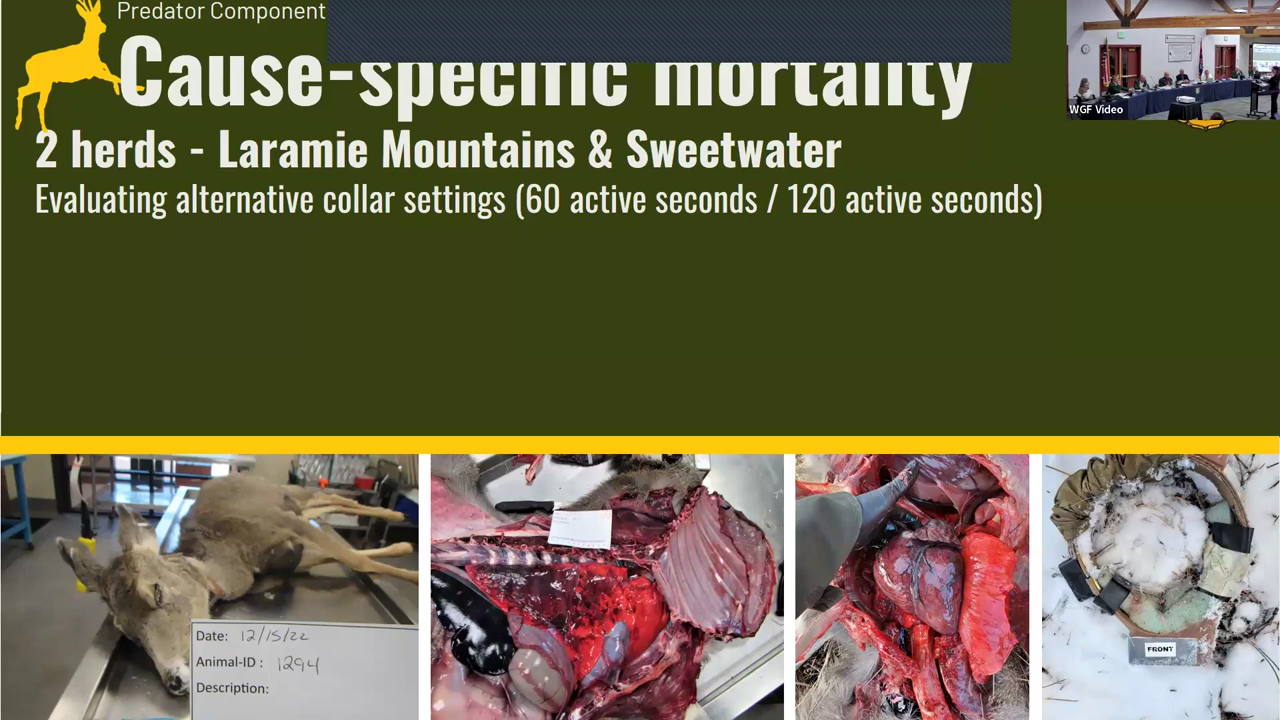 Predator Component
Cause-specific mortality
2 herds - Laramie Mountains & Sweetwater
Evaluating alternative collar settings (60 active seconds / 120 active seconds)
WGF Video
Date: 12/15/22
Animal-ID : 1294
Description:
FRONT